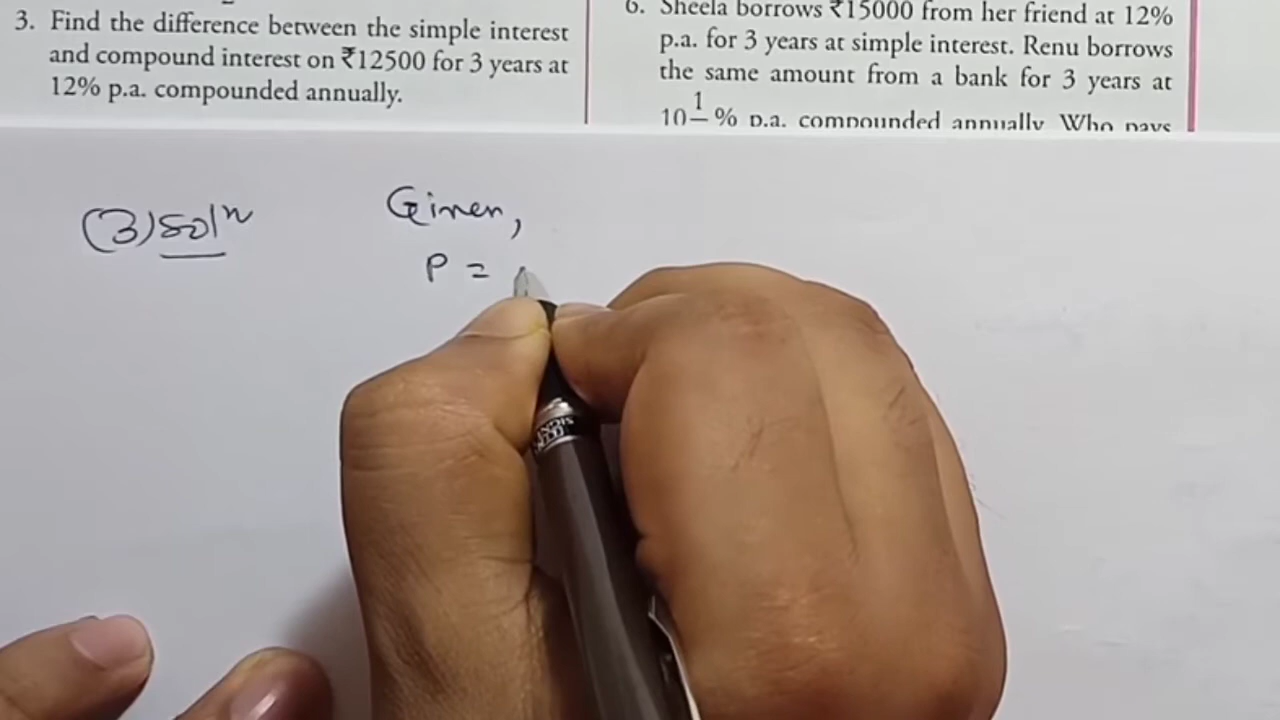 3. Find the difference between the simple interest
and compound interest on ₹12500 for 3 years at
12% p.a. compounded annually.
6. Sheela borrows ₹15000 from her friend at 12%
p.a. for 3 years at simple interest. Renu borrows
the same amount from a bank for 3 years at
10 1 % p.a. compounded annually. Who pays
(3) Solⁿ
Given,
P =